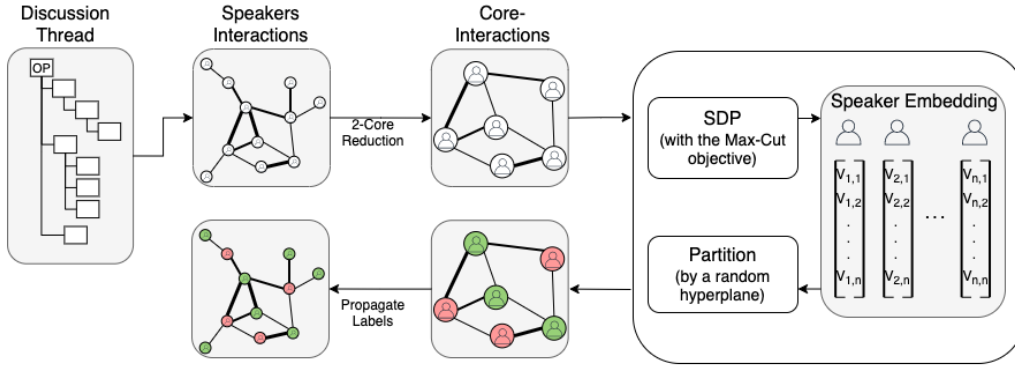 Discussion
Thread
OP
Speakers
Interactions
2-Core
Reduction
Core-
Interactions
SDP
(with the Max-Cut
objective)
Speaker Embedding
V1,1 V2,1 Vn,1
V1,2 V2,2 Vn,2
. . .
. . ... .
. . .
V1,n V2,n Vn,n
Partition
(by a random
hyperplane)
Propagate
Labels